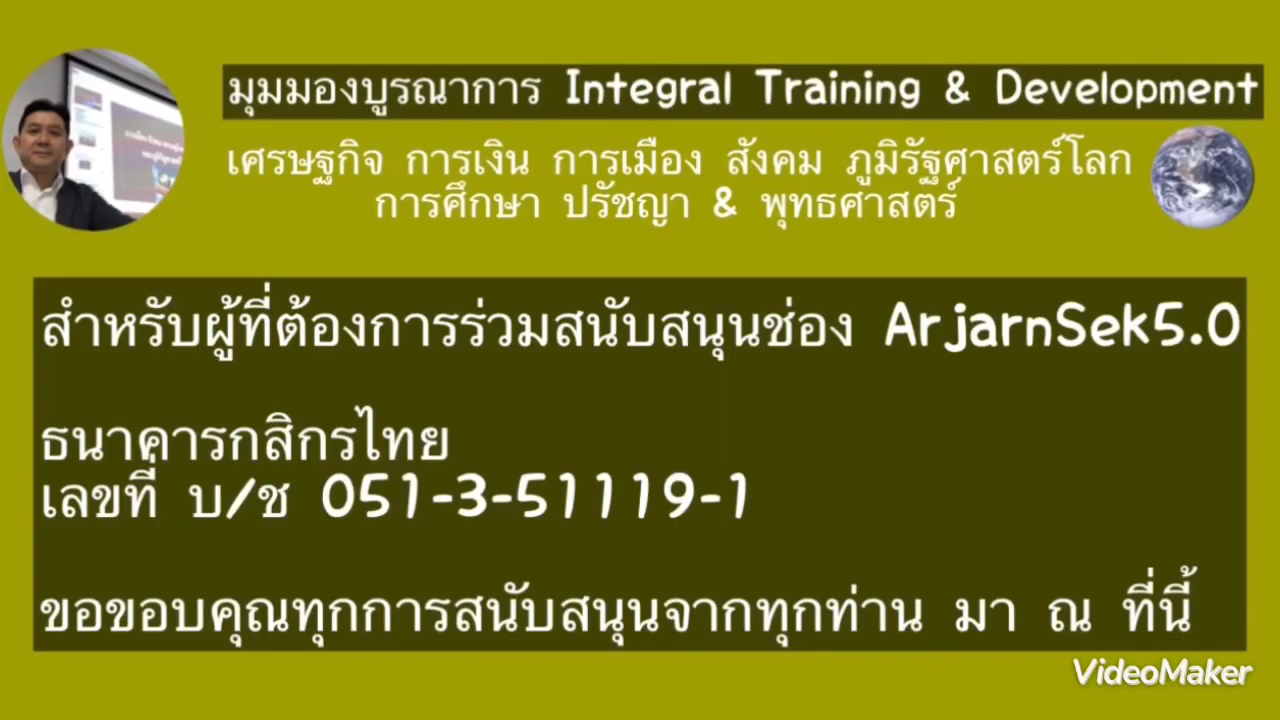 มุมมองบูรณาการ Integral Training & Development
เศรษฐกิจ การเงิน การเมือง สังคม ภูมิรัฐศาสตร์โลก
การศึกษา ปรัชญา & พุทธศาสตร์
สำหรับผู้ที่ต้องการร่วมสนับสนุนช่อง ArjarnSek5.0
ธนาคารกสิกรไทย
เลขที่ บ/ช 051-3-51119-1
ขอขอบคุณทุกการสนับสนุนจากทุกท่าน มา ณ ที่นี้
VideoMaker